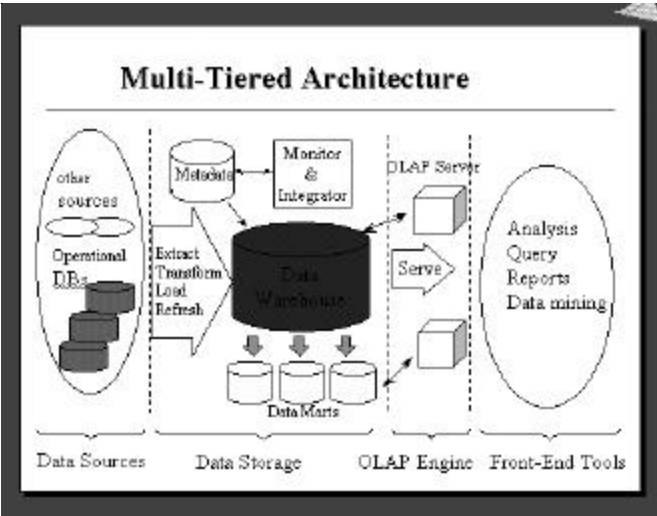 Multi-Tiered Architecture
other
sources
Operational
DBs
Extract
Transform
Load
Refresh
Metadata
Monitor
&
Integrator
Data
Warehouse
Data Marts
OLAP Server
Serve
Analysis
Query
Reports
Data mining
Data Sources
Data Storage
OLAP Engine
Front-End Tools